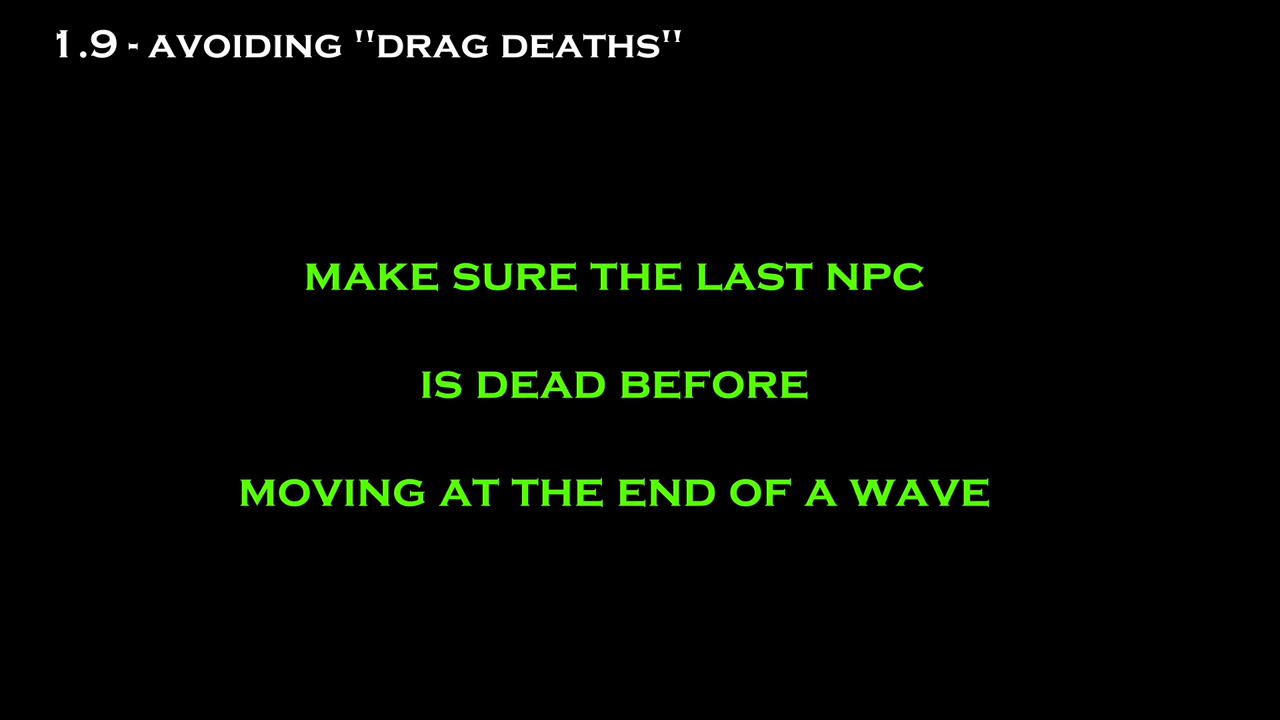 1.9 - AVOIDING "DRAG DEATHS"
MAKE SURE THE LAST NPC
IS DEAD BEFORE
MOVING AT THE END OF A WAVE